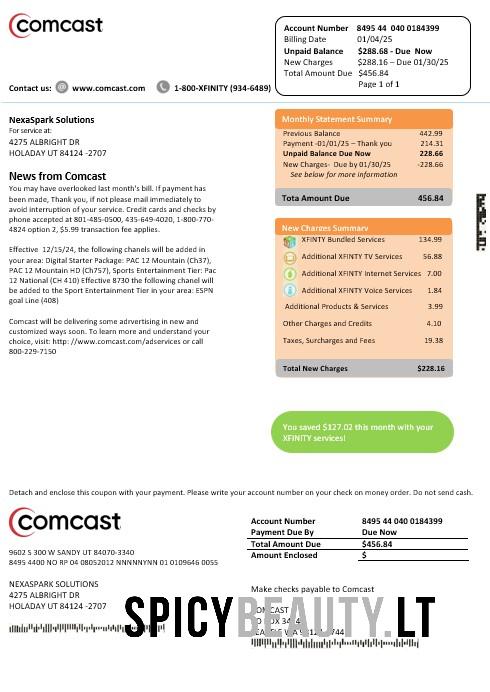 comcast
Account Number 8495 44 040 0184399
Billing Date 01/04/25
Unpaid Balance $288.68 - Due Now
New Charges $288.16 – Due 01/30/25
Total Amount Due $456.84
Page 1 of 1
Contact us: www.comcast.com 1-800-XFINITY (934-6489)
NexaSpark Solutions
For service at:
4275 ALBRIGHT DR
HOLADAY UT 84124 -2707
News from Comcast
You may have overlooked last month's bill. If payment has
been made, Thank you, if not please mail immediately to
avoid interruption of your service. Credit cards and checks by
phone accepted at 801-485-0500, 435-649-4020, 1-800-770-
4824 option 2, $5.99 transaction fee applies.
Effective 12/15/24, the following channels will be added in
your area: Digital Starter Package: PAC 12 Mountain (Ch37),
PAC 12 Mountain HD (Ch757), Sports Entertainment Tier: Pac
12 National (CH 410) Effective 8730 the following chanel will
be added to the Sport Entertainment Tier in your area: ESPN
goal Line (408)
Comcast will be delivering some advertising in new and
customized ways soon. To learn more and understand your
choice, visit: http: //www.comcast.com/adservices or call
800-229-7150
Monthly Statement Summary
Previous Balance 442.99
Payment -01/01/25 – Thank you 214.31
Unpaid Balance Due Now 228.66
New Charges- Due by 01/30/25 -228.66
See below for more information
Tota Amount Due 456.84
New Charges Summary
XFINITY Bundled Services 134.99
Additional XFINITY TV Services 56.88
Additional XFINITY Internet Services 7.00
Additional XFINITY Voice Services 1.84
Additional Products & Services 3.99
Other Charges and Credits 4.10
Taxes, Surcharges and Fees 19.38
Total New Charges $228.16
You saved $127.02 this month with your
XFINITY services!
Detach and enclose this coupon with your payment. Please write your account number on your check on money order. Do not send cash.
comcast
9602 S 300 W SANDY UT 84070-3340
8495 4400 NO RP 04 08052012 NNNNNYNN 01 0109646 0055
NEXASPARK SOLUTIONS
4275 ALBRIGHT DR
HOLADAY UT 84124 -2707
Account Number 8495 44 040 0184399
Payment Due By Due Now
Total Amount Due $456.84
Amount Enclosed $
Make checks payable to Comcast
COMCAST
SPICYBEAUTY.LT